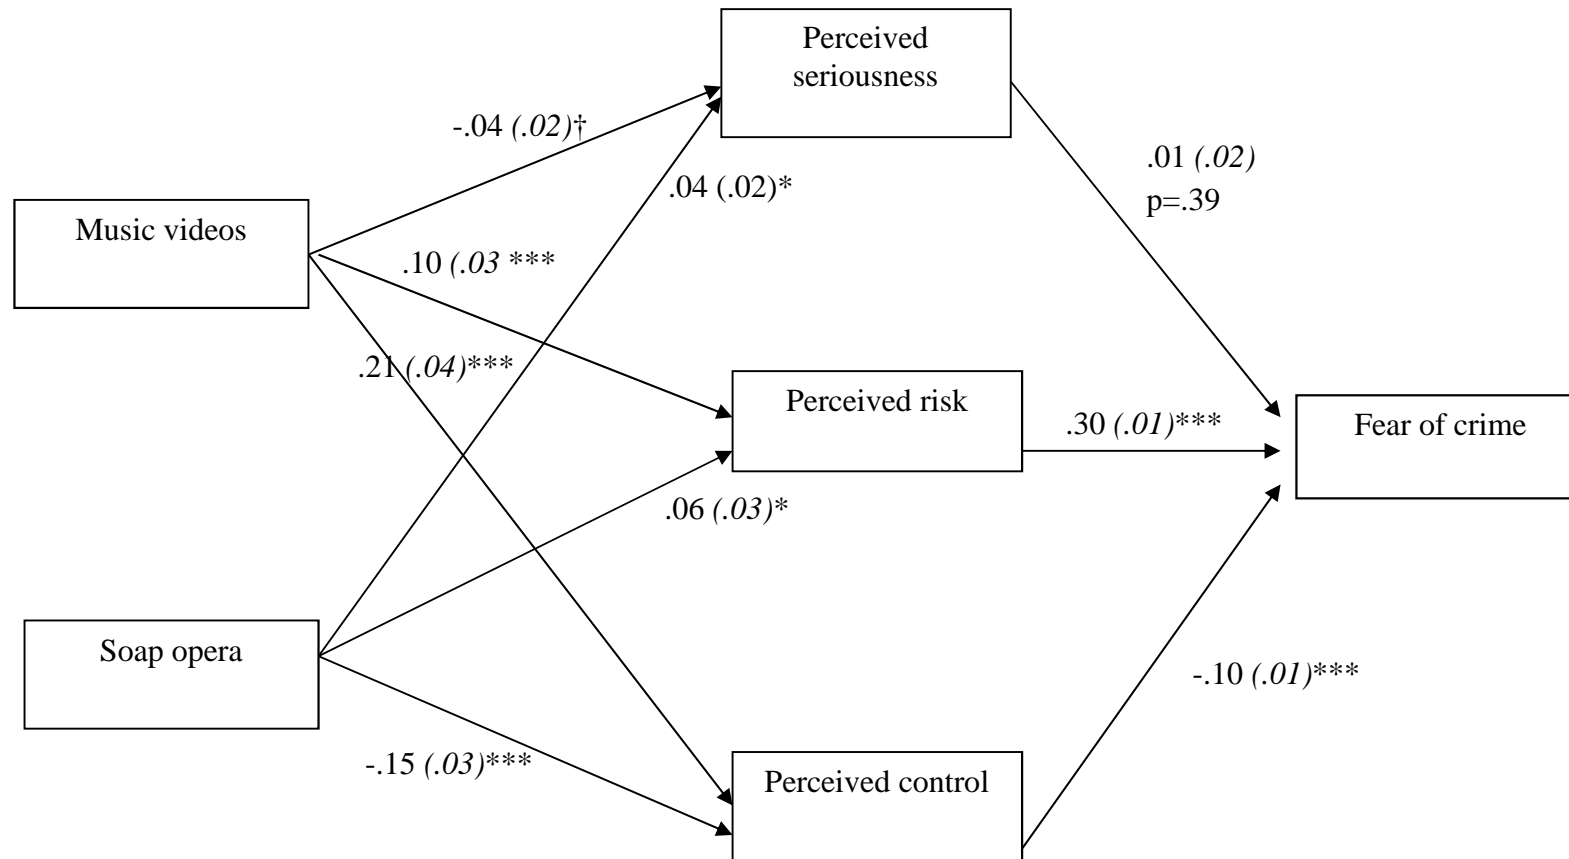 Perceived
seriousness
-.04 (.02)†
.01 (.02)
p=.39
.04 (.02)*
Music videos
.10 (.03 ***
.21 (.04)***
Perceived risk
.30 (.01)***
Fear of crime
.06 (.03)*
Soap opera
-.10 (.01)***
-.15 (.03)***
Perceived control